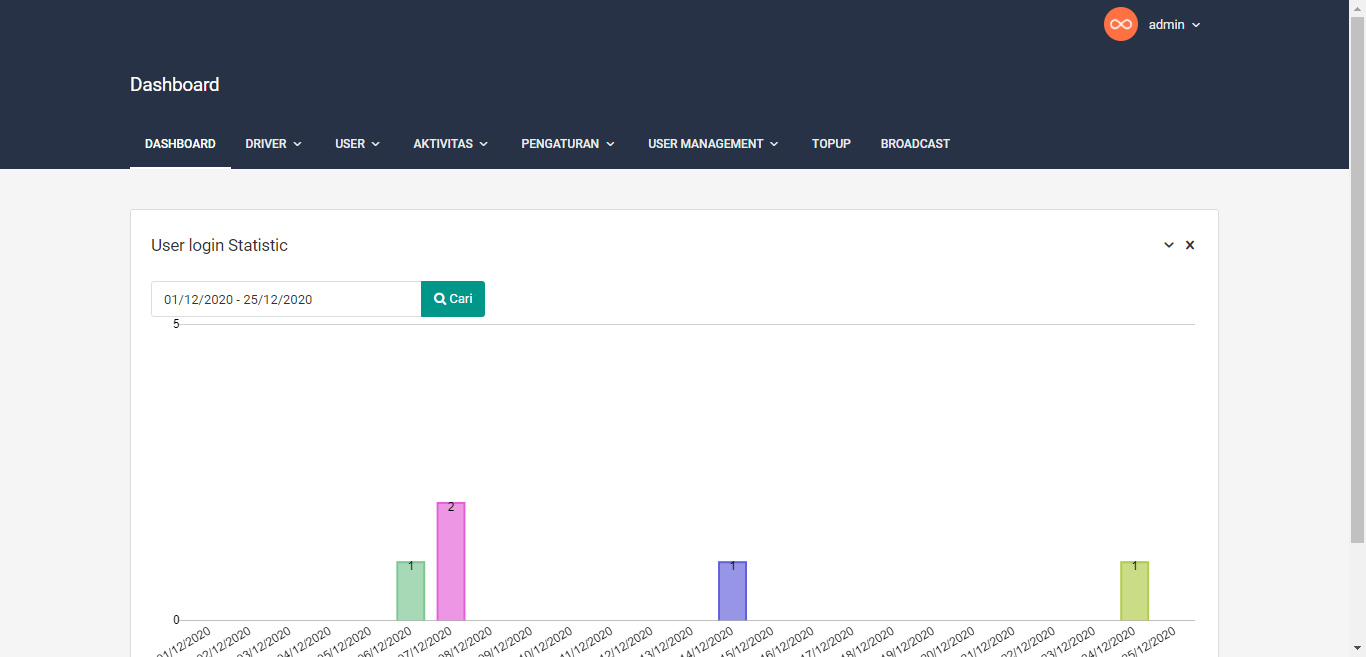 admin
Dashboard
DASHBOARD DRIVER USER AKTIVITAS PENGATURAN USER MANAGEMENT TOPUP BROADCAST
User login Statistic
01/12/2020 - 25/12/2020 Cari
5
2
1 1 1
0
01/12/2020 02/12/2020 03/12/2020 04/12/2020 05/12/2020 06/12/2020 07/12/2020 08/12/2020 09/12/2020 10/12/2020 11/12/2020 12/12/2020 13/12/2020 14/12/2020 15/12/2020 16/12/2020 17/12/2020 18/12/2020 19/12/2020 20/12/2020 21/12/2020 22/12/2020 23/12/2020 24/12/2020 25/12/2020